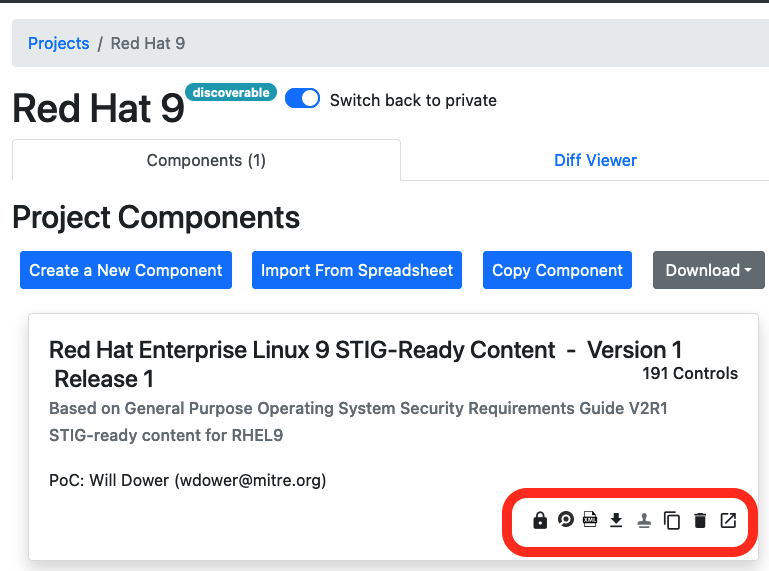 Projects / Red Hat 9
Red Hat 9 discoverable Switch back to private
Components (1) Diff Viewer
Project Components
Create a New Component Import From Spreadsheet Copy Component Download
Red Hat Enterprise Linux 9 STIG-Ready Content - Version 1
Release 1
191 Controls
Based on General Purpose Operating System Security Requirements Guide V2R1
STIG-ready content for RHEL9
PoC: Will Dower (wdower@mitre.org)
XML